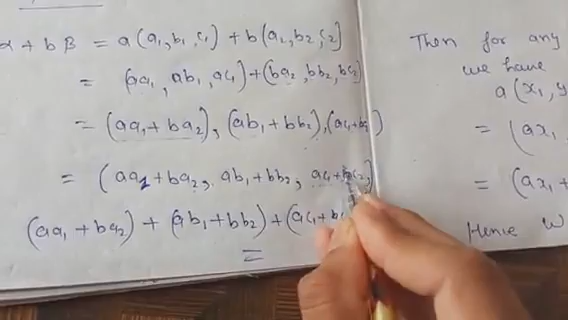 α + bβ = a(a₁,b₁,c₁) + b(a₂,b₂,c₂]
= (aa₁, ab₁, ac₁)+(ba₂, bb₂, bc₂)
= (aa₁+ba₂), (ab₁+bb₂),(ac₁+bc₂)
= (aa₁+ba₂, ab₁+bb₂, ac₁+bc₂)
(aa₁+ba₂)+(ab₁+bb₂)+(ac₁+b
=
Then for any
we have
a(x₁,y
= (ax₁,
= (ax₁+
Hence W